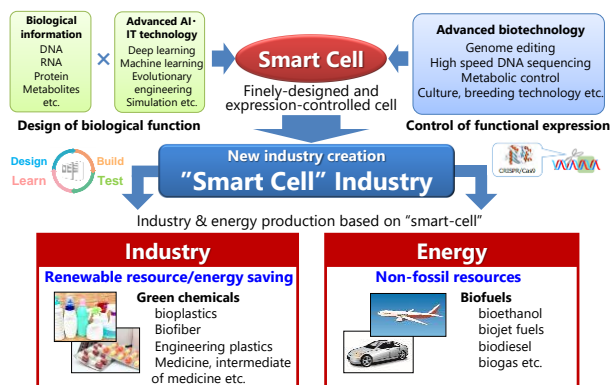 Biological
information
DNA
RNA
Protein
Metabolites
etc.
×
Advanced AI·
IT technology
Deep learning
Machine learning
Evolutionary
engineering
Simulation etc.
Design of biological function
Smart Cell
Finely-designed and
expression-controlled cell
Advanced biotechnology
Genome editing
High speed DNA sequencing
Metabolic control
Culture, breeding technology etc.
Control of functional expression
Design
Build
Learn
Test
New industry creation
”Smart Cell” Industry
CRISPR/Cas9
Industry & energy production based on “smart-cell”
Industry
Renewable resource/energy saving
Green chemicals
bioplastics
Biofiber
Engineering plastics
Medicine, intermediate
of medicine etc.
Energy
Non-fossil resources
Biofuels
bioethanol
biojet fuels
biodiesel
biogas etc.